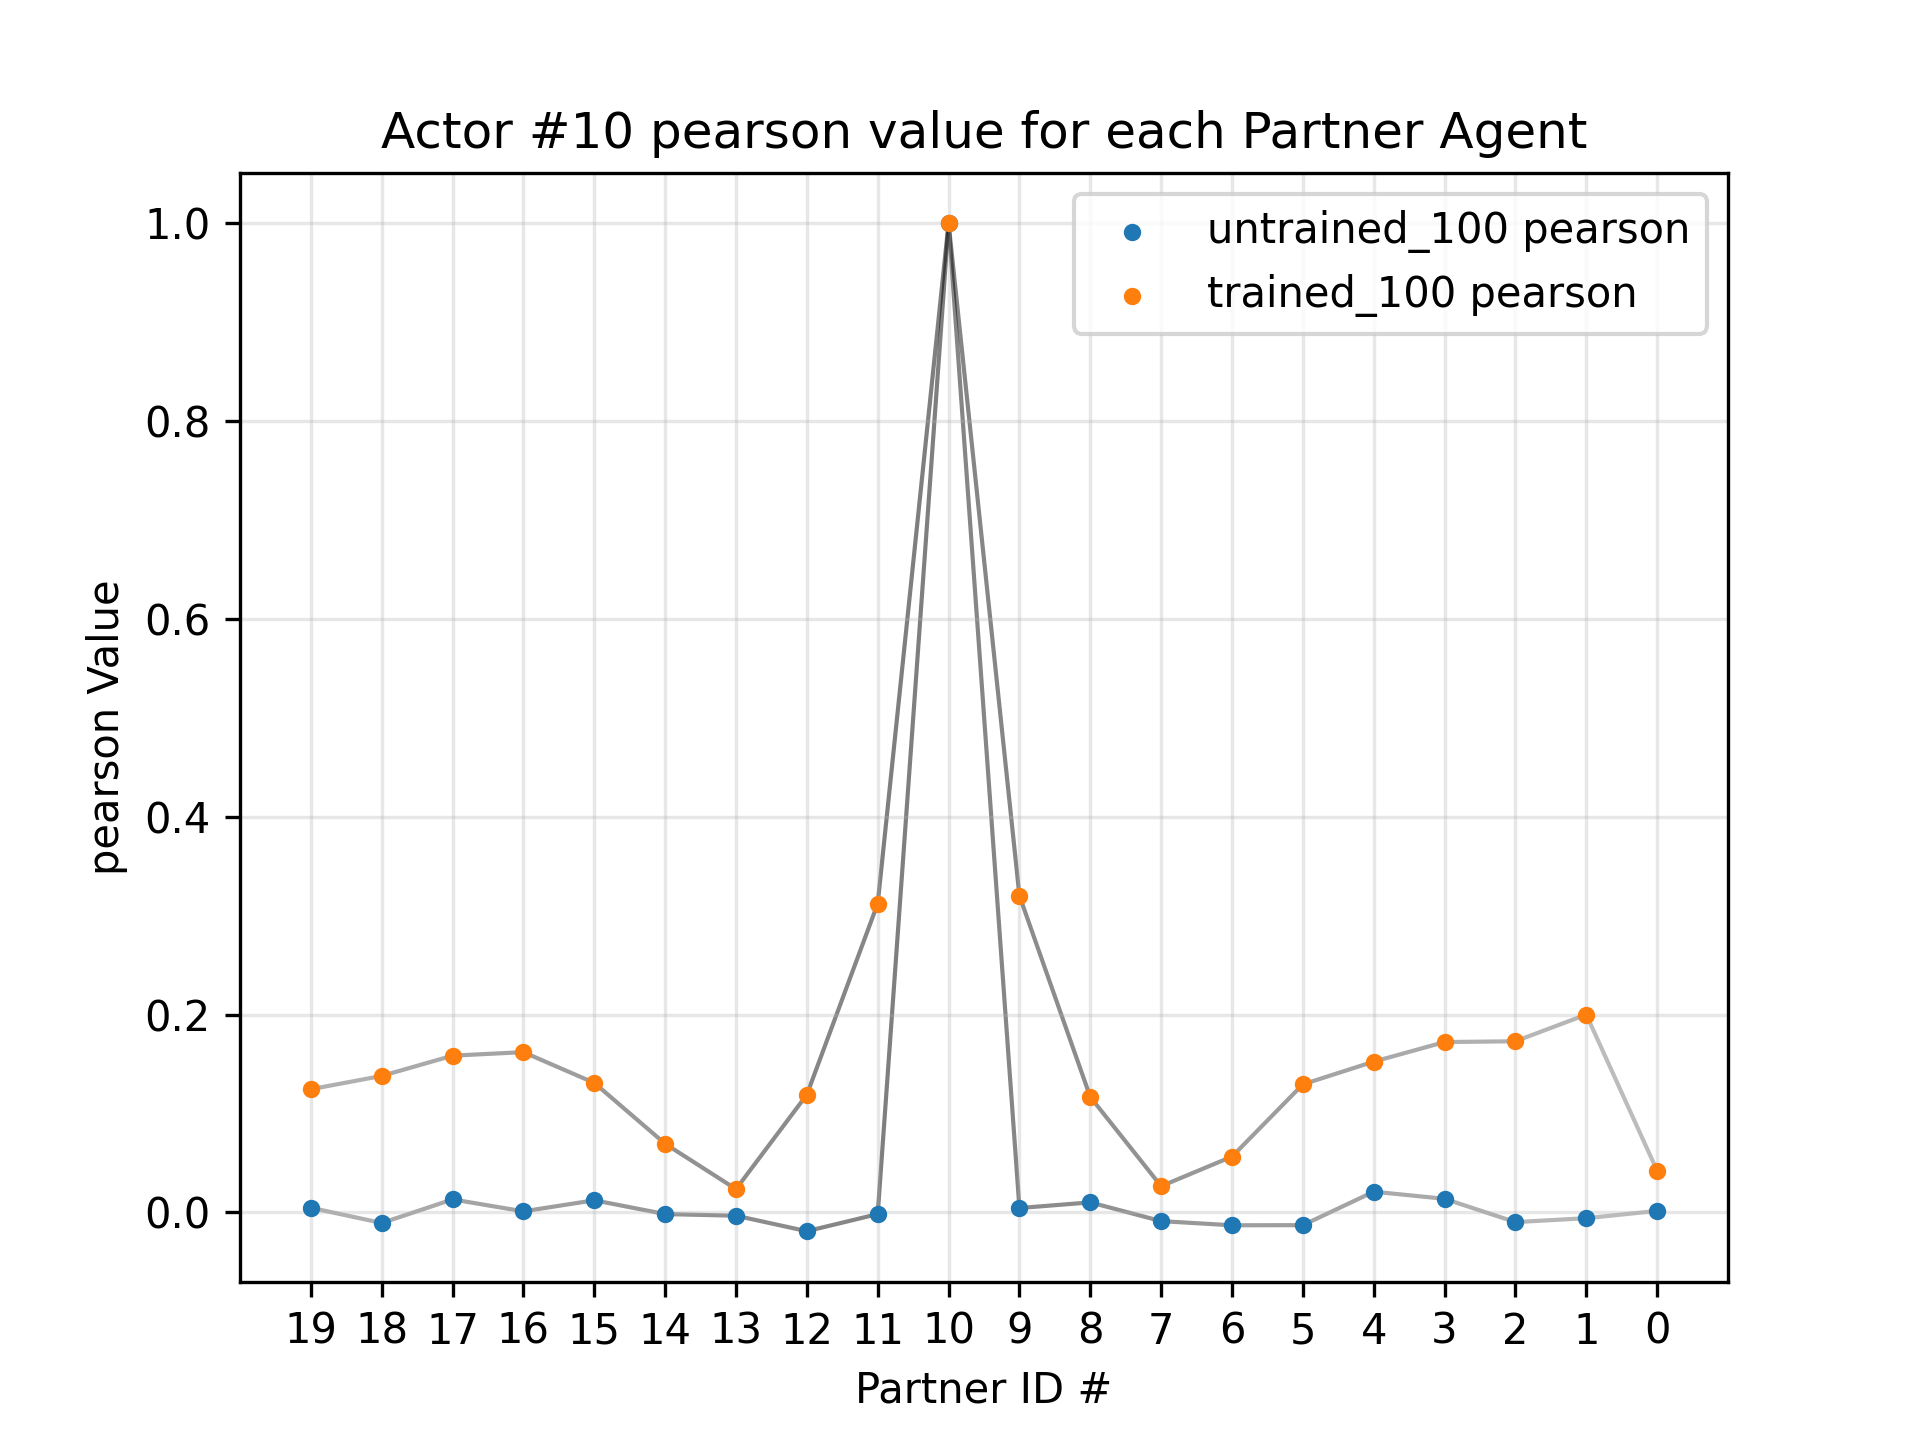 Actor #10 pearson value for each Partner Agent
untrained_100 pearson
trained_100 pearson
1.0
0.8
0.6
0.4
0.2
0.0
pearson Value
19 18 17 16 15 14 13 12 11 10 9 8 7 6 5 4 3 2 1 0
Partner ID #